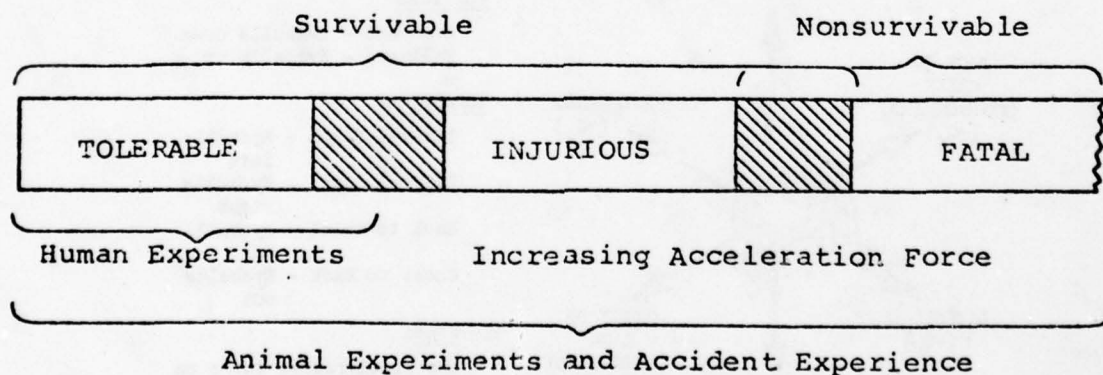 Survivable Nonsurvivable
TOLERABLE INJURIOUS FATAL
Human Experiments Increasing Acceleration Force
Animal Experiments and Accident Experience